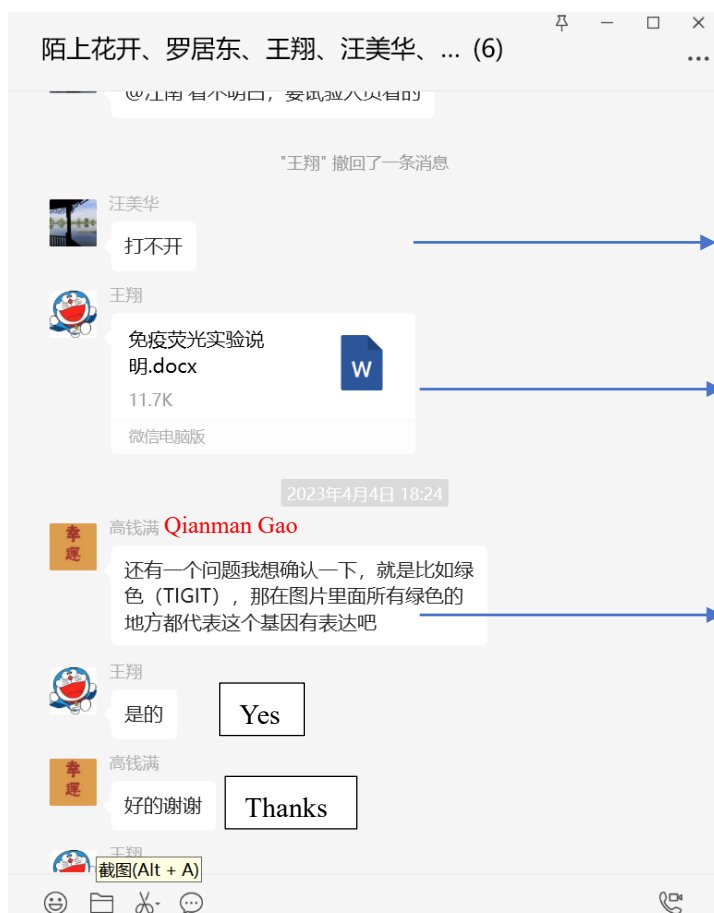 陌上花开、罗居东、王翔、汪美华、... (6)
"王翔" 撤回了一条消息
汪美华
打不开
王翔
免疫荧光实验说
明.docx
W
11.7K
微信电脑版
2023年4月4日 18:24
幸運
高钱满 Qianman Gao
还有一个问题我想确认一下，就是比如绿
色（TIGIT），那在图片里面所有绿色的
地方都代表这个基因有表达吧
王翔
是的
Yes
幸運
高钱满
好的谢谢
Thanks
王翔
截图(Alt + A)